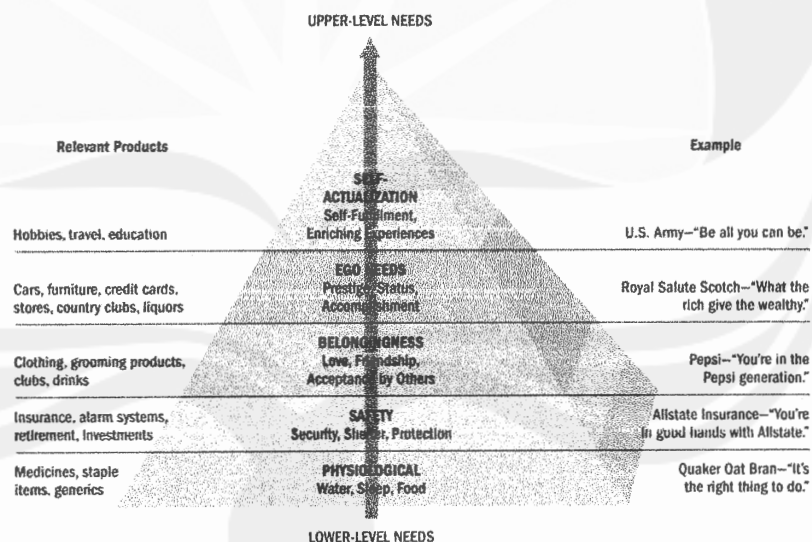 UPPER-LEVEL NEEDS
Relevant Products
Example
SELF-
ACTUALIZATION
Self-Fulfillment,
Enriching Experiences
Hobbies, travel, education
U.S. Army—"Be all you can be."
EGO NEEDS
Prestige, Status,
Accomplishment
Cars, furniture, credit cards,
stores, country clubs, liquors
Royal Salute Scotch—"What the
rich give the wealthy."
BELONGINGNESS
Love, Friendship,
Acceptance by Others
Clothing, grooming products,
clubs, drinks
Pepsi—"You're in the
Pepsi generation."
Insurance, alarm systems,
retirement, investments
SAFETY
Security, Shelter, Protection
Allstate Insurance—"You're
in good hands with Allstate."
Medicines, staple
items, generics
PHYSIOLOGICAL
Water, Sleep, Food
Quaker Oat Bran—"It's
the right thing to do."
LOWER-LEVEL NEEDS